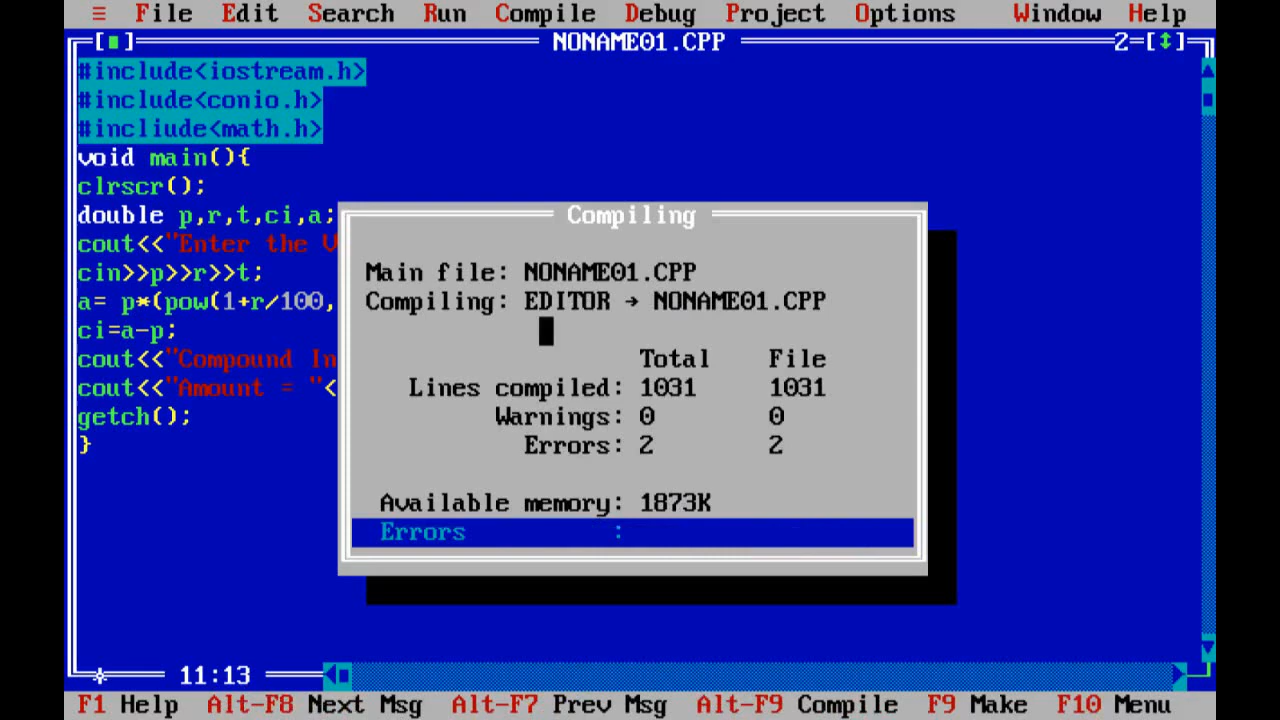 ≡ File Edit Search Run Compile Debug Project Options Window Help
[■] NONAME01.CPP 2=[↕]
#include<iostream.h>
#include<conio.h>
#incliude<math.h>
void main(){
clrscr();
double p,r,t,ci,a;
cout<<"Enter the V
cin>>p>>r>>t;
a= p*(pow(1+r/100,
ci=a-p;
cout<<"Compound In
cout<<"Amount = "<
getch();
}
Compiling
Main file: NONAME01.CPP
Compiling: EDITOR → NONAME01.CPP
Total File
Lines compiled: 1031 1031
Warnings: 0 0
Errors: 2 2
Available memory: 1873K
Errors :
11:13
F1 Help Alt-F8 Next Msg Alt-F7 Prev Msg Alt-F9 Compile F9 Make F10 Menu